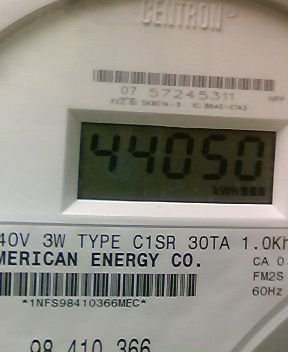 CENTRON®
07 57245311
44050
kWh
40V 3W TYPE C1SR 30TA 1.0Kh
MERICAN ENERGY CO.
CA 0.
FM2S
*1NFS98410366MEC*
60Hz
98 410 366